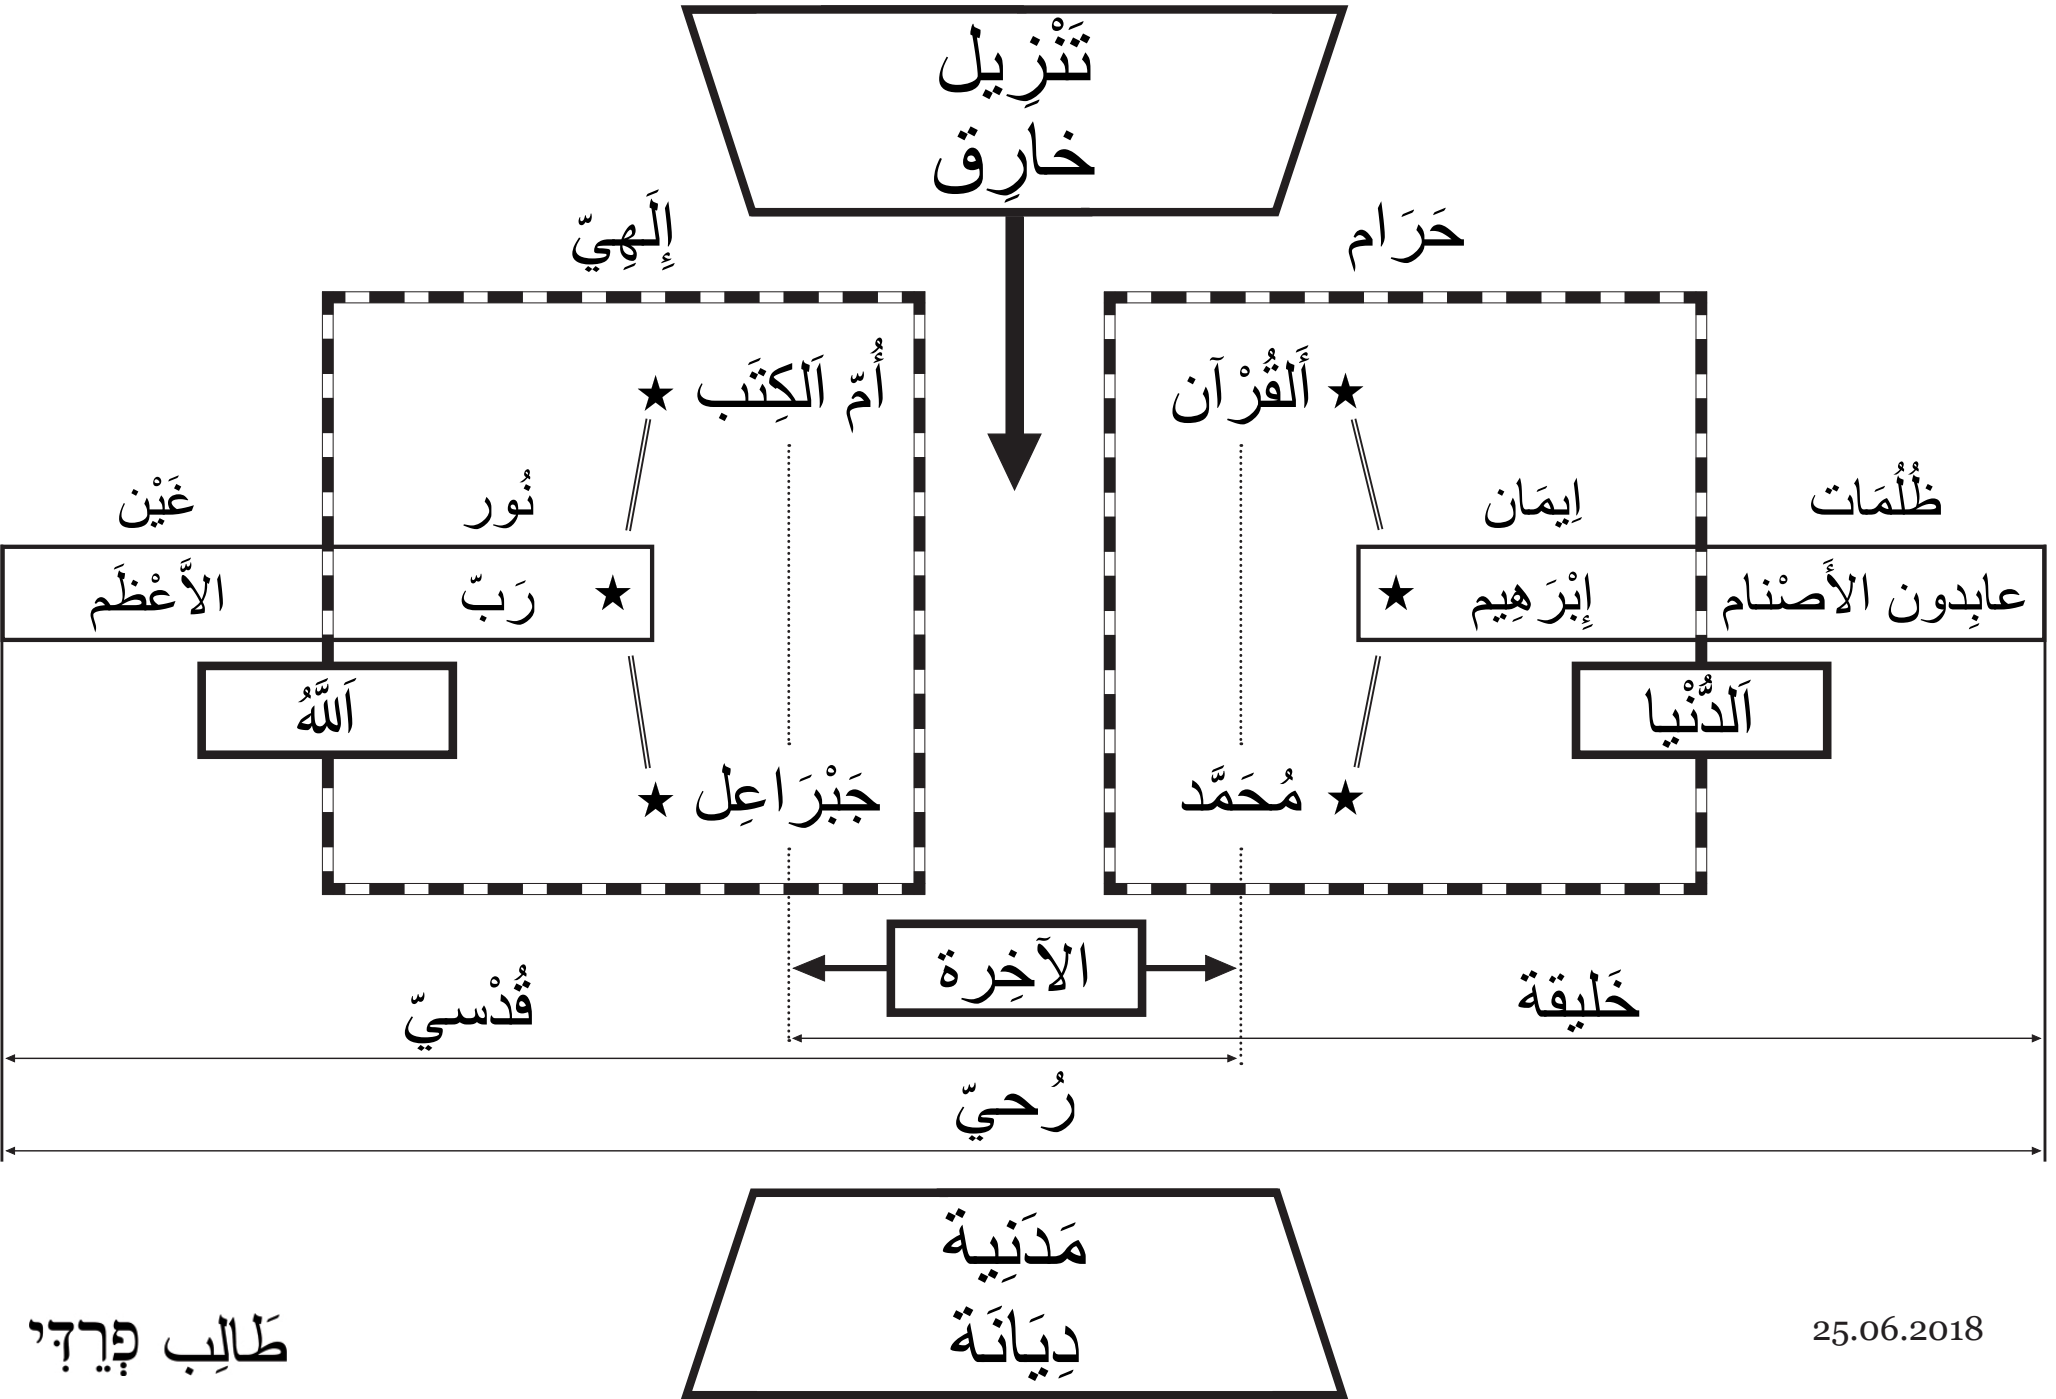 تَنْزِيل
خارِق
حَرَام
إِلَهِيّ
أَلقُرْآن
أُمّ اَلكِتَب
ظُلُمَات
اِيمَان
نُور
غَيْن
عابِدون الأَصْنام
إِبْرَهِيم
رَبّ
الاَّعْظَم
اَلدُّنْيا
اَللَّهُ
مُحَمَّد
جَبْرَاعِل
الآخِرة
خَليقة
قُدْسيّ
رُحيّ
مَدَنِية
دِيَانَة
طَالِب פְרֵדִּי
25.06.2018